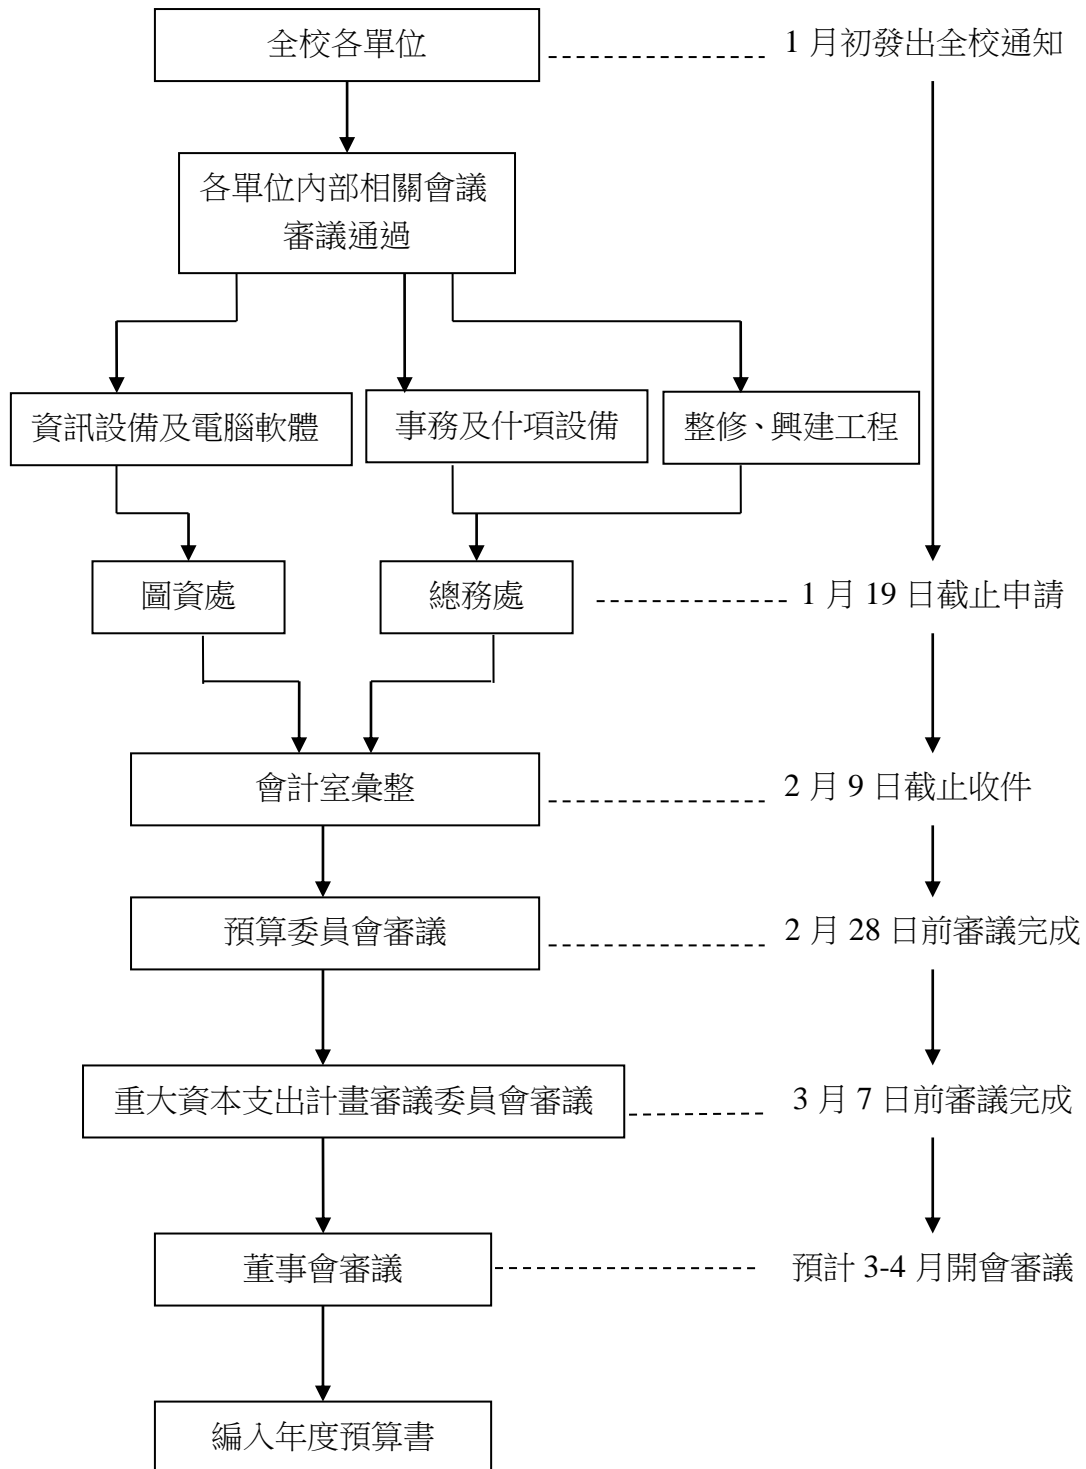 全校各單位
1 月初發出全校通知
各單位內部相關會議
審議通過
資訊設備及電腦軟體
事務及什項設備
整修、興建工程
圖資處
總務處
1 月 19 日截止申請
會計室彙整
2 月 9 日截止收件
預算委員會審議
2 月 28 日前審議完成
重大資本支出計畫審議委員會審議
3 月 7 日前審議完成
董事會審議
預計 3-4 月開會審議
編入年度預算書